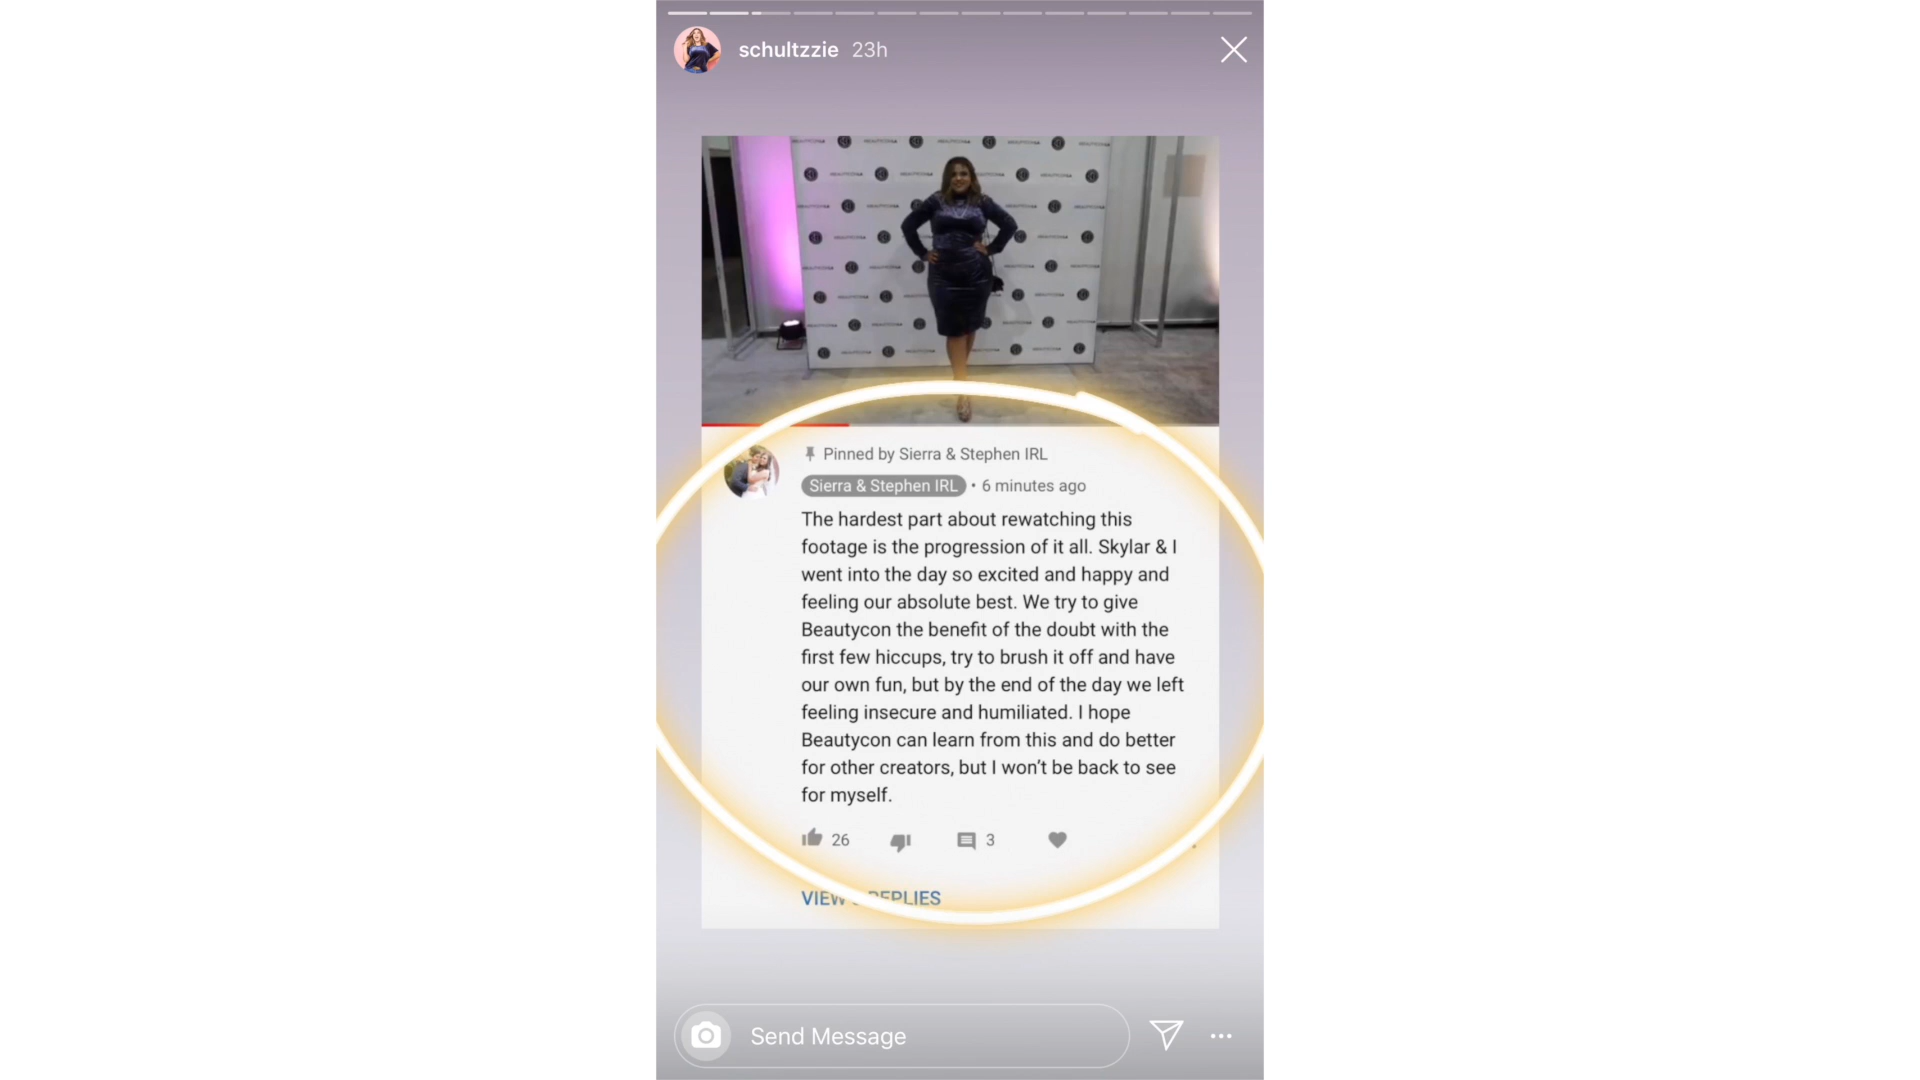 schultzzie 23h
Pinned by Sierra & Stephen IRL
Sierra & Stephen IRL • 6 minutes ago
The hardest part about rewatching this
footage is the progression of it all. Skylar & I
went into the day so excited and happy and
feeling our absolute best. We try to give
Beautycon the benefit of the doubt with the
first few hiccups, try to brush it off and have
our own fun, but by the end of the day we left
feeling insecure and humiliated. I hope
Beautycon can learn from this and do better
for other creators, but I won't be back to see
for myself.
26 3
VIEW REPLIES
Send Message